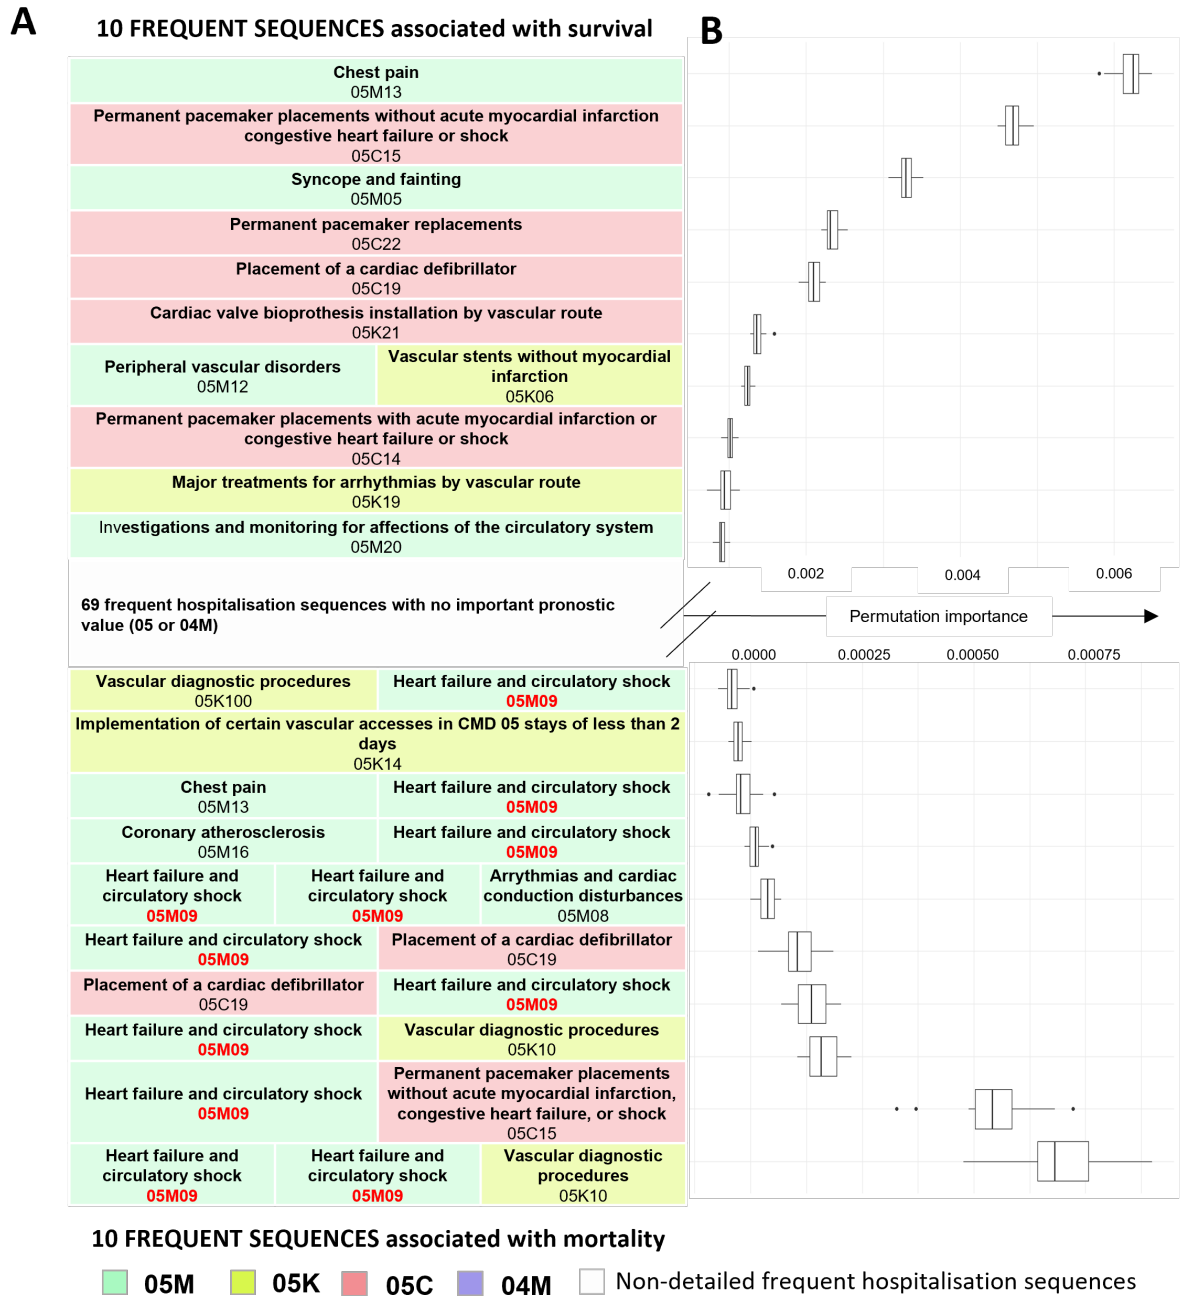 A
10 FREQUENT SEQUENCES associated with survival
B
Chest pain
05M13
Permanent pacemaker placements without acute myocardial infarction
congestive heart failure or shock
05C15
Syncope and fainting
05M05
Permanent pacemaker replacements
05C22
Placement of a cardiac defibrillator
05C19
Cardiac valve bioprothesis installation by vascular route
05K21
Peripheral vascular disorders
05M12
Vascular stents without myocardial
infarction
05K06
Permanent pacemaker placements with acute myocardial infarction or
congestive heart failure or shock
05C14
Major treatments for arrhythmias by vascular route
05K19
Investigations and monitoring for affections of the circulatory system
05M20
0.002 0.004 0.006
69 frequent hospitalisation sequences with no important pronostic
value (05 or 04M)
Permutation importance
0.0000 0.00025 0.00050 0.00075
Vascular diagnostic procedures
05K100
Heart failure and circulatory shock
05M09
Implementation of certain vascular accesses in CMD 05 stays of less than 2
days
05K14
Chest pain
05M13
Heart failure and circulatory shock
05M09
Coronary atherosclerosis
05M16
Heart failure and circulatory shock
05M09
Heart failure and
circulatory shock
05M09
Heart failure and
circulatory shock
05M09
Arrythmias and cardiac
conduction disturbances
05M08
Heart failure and circulatory shock
05M09
Placement of a cardiac defibrillator
05C19
Placement of a cardiac defibrillator
05C19
Heart failure and circulatory shock
05M09
Heart failure and circulatory shock
05M09
Vascular diagnostic procedures
05K10
Heart failure and circulatory shock
05M09
Permanent pacemaker placements
without acute myocardial infarction,
congestive heart failure, or shock
05C15
Heart failure and
circulatory shock
05M09
Heart failure and
circulatory shock
05M09
Vascular diagnostic
procedures
05K10
10 FREQUENT SEQUENCES associated with mortality
05M 05K 05C 04M Non-detailed frequent hospitalisation sequences